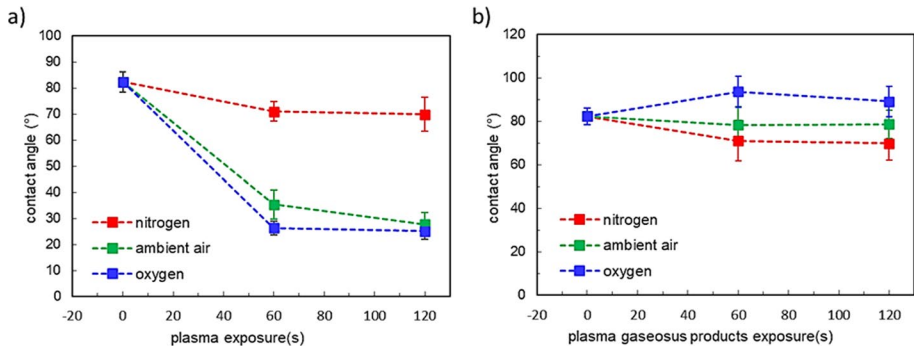 a)
100
90
80
70
60
50
40
30
20
10
0
contact angle (°)
nitrogen
ambient air
oxygen
-20 0 20 40 60 80 100 120
plasma exposure(s)
b)
120
100
80
60
40
20
0
contact angle (°)
nitrogen
ambient air
oxygen
-20 0 20 40 60 80 100 120
plasma gaseosus products exposure(s)